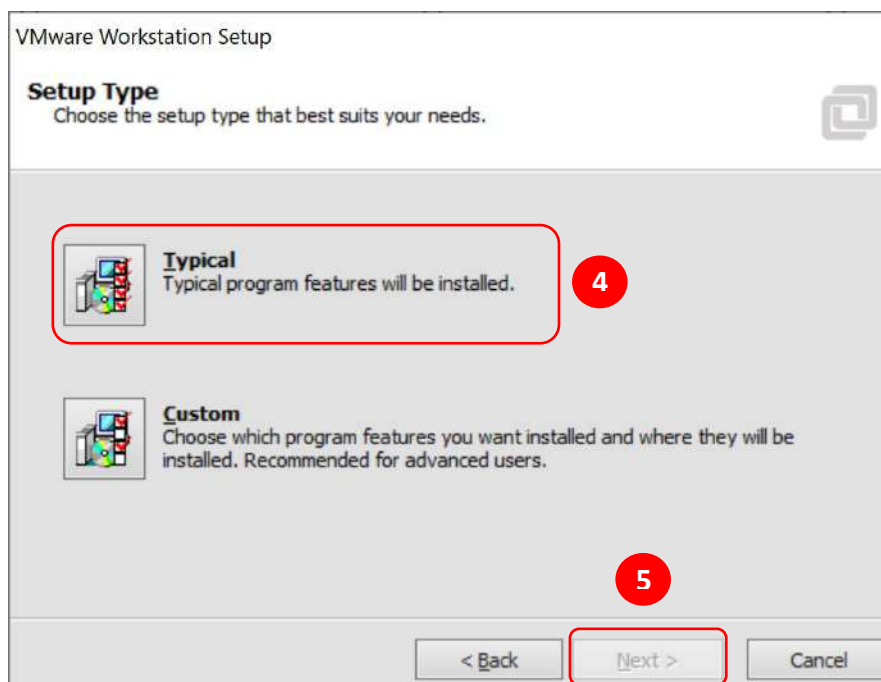 VMware Workstation Setup
Setup Type
Choose the setup type that best suits your needs.
Typical
Typical program features will be installed.
4
Custom
Choose which program features you want installed and where they will be
installed. Recommended for advanced users.
5
< Back Next > Cancel